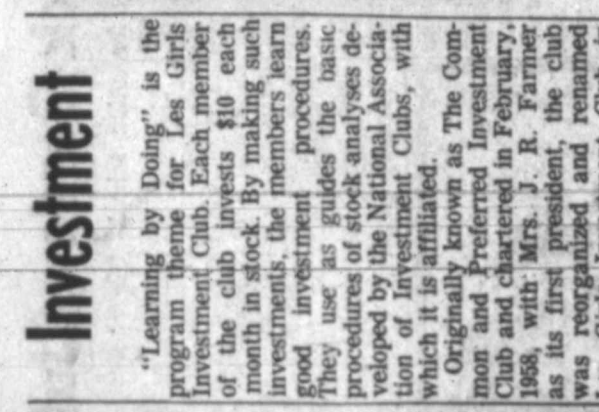 Investment
"Learning by Doing" is the
program theme for Les Girls
Investment Club. Each member
of the club invests $10 each
month in stock. By making such
investments, the members learn
good investment procedures.
They use as guides the basic
procedures of stock analyses de-
veloped by the National Associa-
tion of Investment Clubs, with
which it is affiliated.
Originally known as The Com-
mon and Preferred Investment
Club and chartered in February,
1958, with Mrs. J. R. Farmer
as its first president, the club
was reorganized and renamed